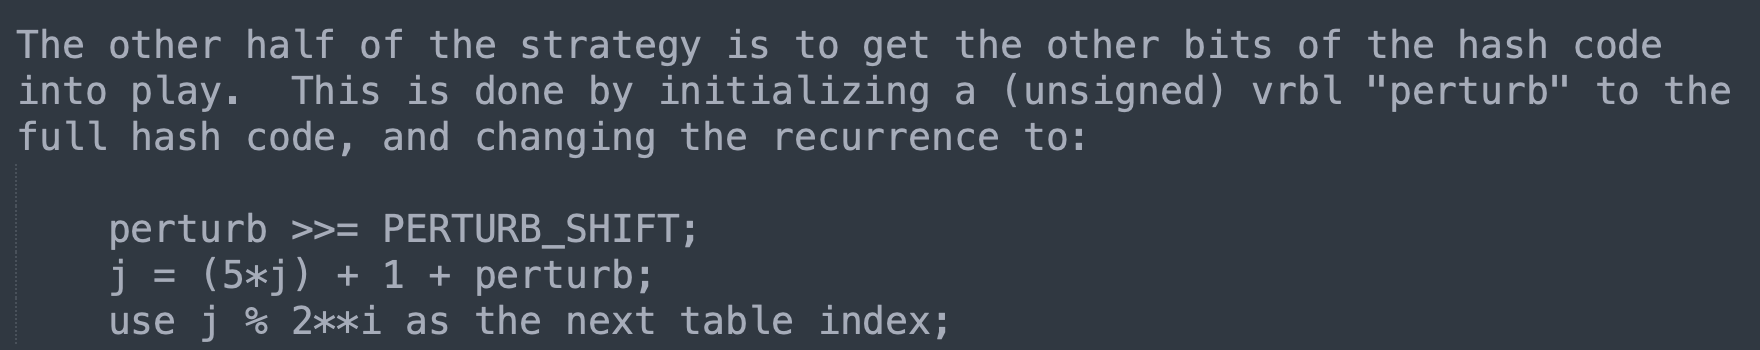 The other half of the strategy is to get the other bits of the hash code
into play.  This is done by initializing a (unsigned) vrbl "perturb" to the
full hash code, and changing the recurrence to:

    perturb >>= PERTURB_SHIFT;
    j = (5*j) + 1 + perturb;
    use j % 2**i as the next table index;